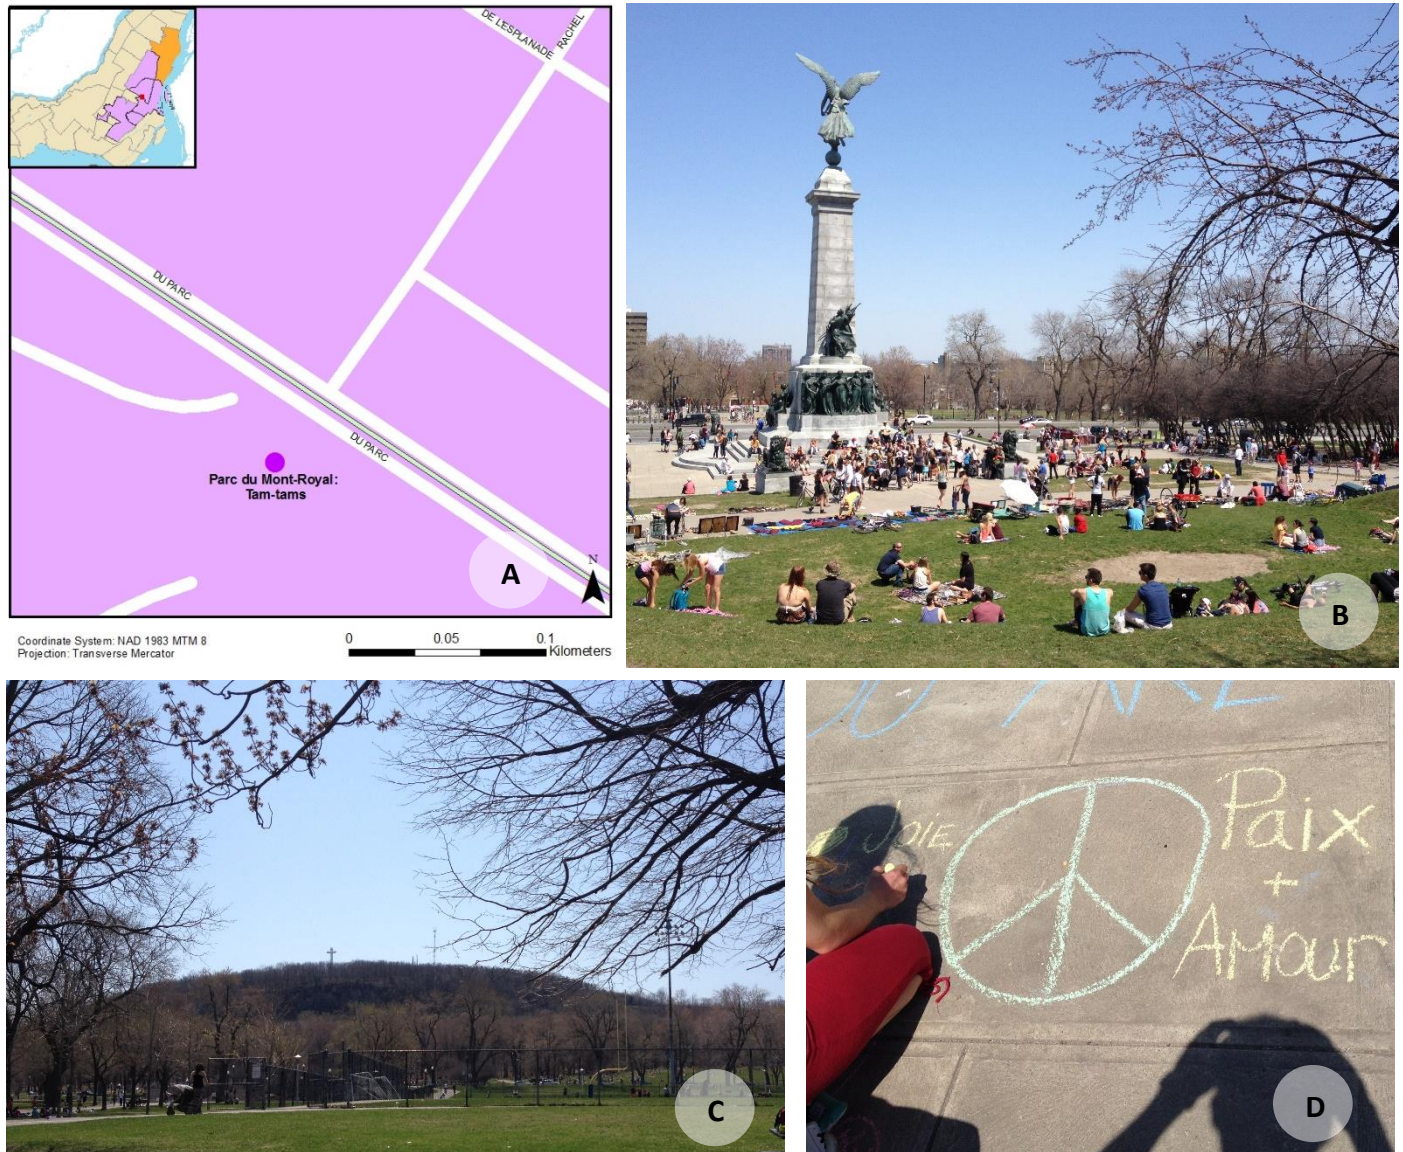 DE L'ESPLANADE
RACHEL
DU PARC
DU PARC
Parc du Mont-Royal:
Tam-tams
N
A
Coordinate System: NAD 1983 MTM 8
Projection: Transverse Mercator
0 0.05 0.1
Kilometers
B
C
JOIE
Paix
+
AMour
D